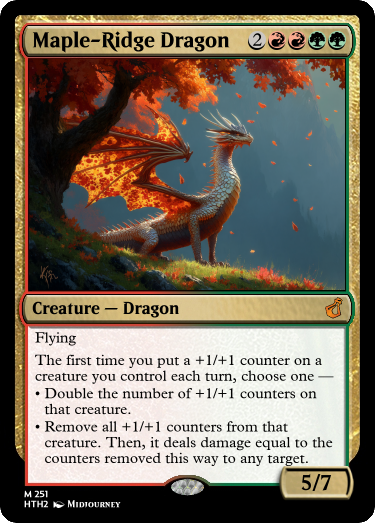 Maple-Ridge Dragon 2
Creature — Dragon
Flying
The first time you put a +1/+1 counter on a
creature you control each turn, choose one —
• Double the number of +1/+1 counters on
that creature.
• Remove all +1/+1 counters from that
creature. Then, it deals damage equal to the
counters removed this way to any target.
5/7
M 251
HTH2 Midjourney